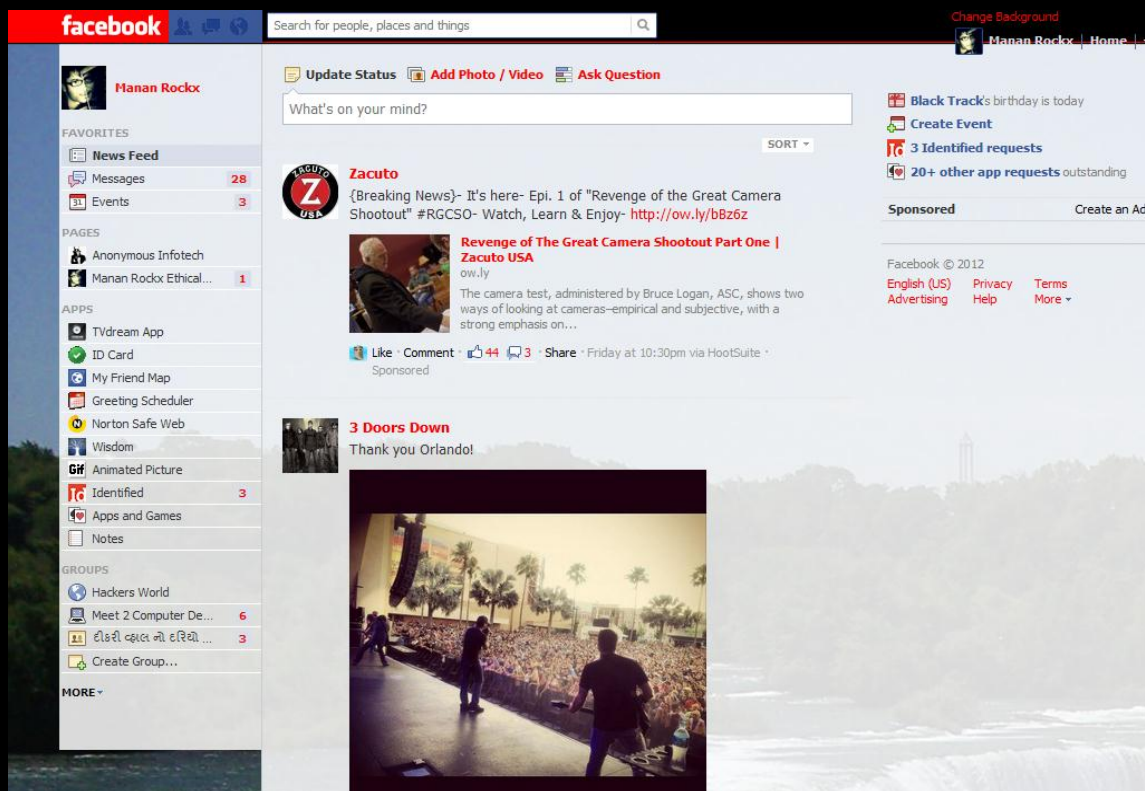 facebook
Search for people, places and things
Change Background
Manan Rockx | Home |
Manan Rockx
FAVORITES
News Feed
Messages 28
31 Events 3
PAGES
Anonymous Infotech
Manan Rockx Ethical... 1
APPS
TVdream App
ID Card
My Friend Map
Greeting Scheduler
Norton Safe Web
Wisdom
Gif Animated Picture
Id Identified 3
Apps and Games
Notes
GROUPS
Hackers World
Meet 2 Computer De... 6
દીકરી વ્હાલ નો દરિયો ... 3
Create Group...
MORE
Update Status Add Photo / Video Ask Question
What's on your mind?
SORT
ZACUTO
Z
USA
Zacuto
{Breaking News}- It's here- Epi. 1 of "Revenge of the Great Camera
Shootout" #RGCSO- Watch, Learn & Enjoy- http://ow.ly/bBz6z
Revenge of The Great Camera Shootout Part One |
Zacuto USA
ow.ly
The camera test, administered by Bruce Logan, ASC, shows two
ways of looking at cameras–empirical and subjective, with a
strong emphasis on...
Like · Comment · 44 3 · Share · Friday at 10:30pm via HootSuite ·
Sponsored
3 Doors Down
Thank you Orlando!
Black Track's birthday is today
Create Event
Id 3 Identified requests
20+ other app requests outstanding
Sponsored Create an Ad
Facebook © 2012
English (US) Privacy Terms
Advertising Help More